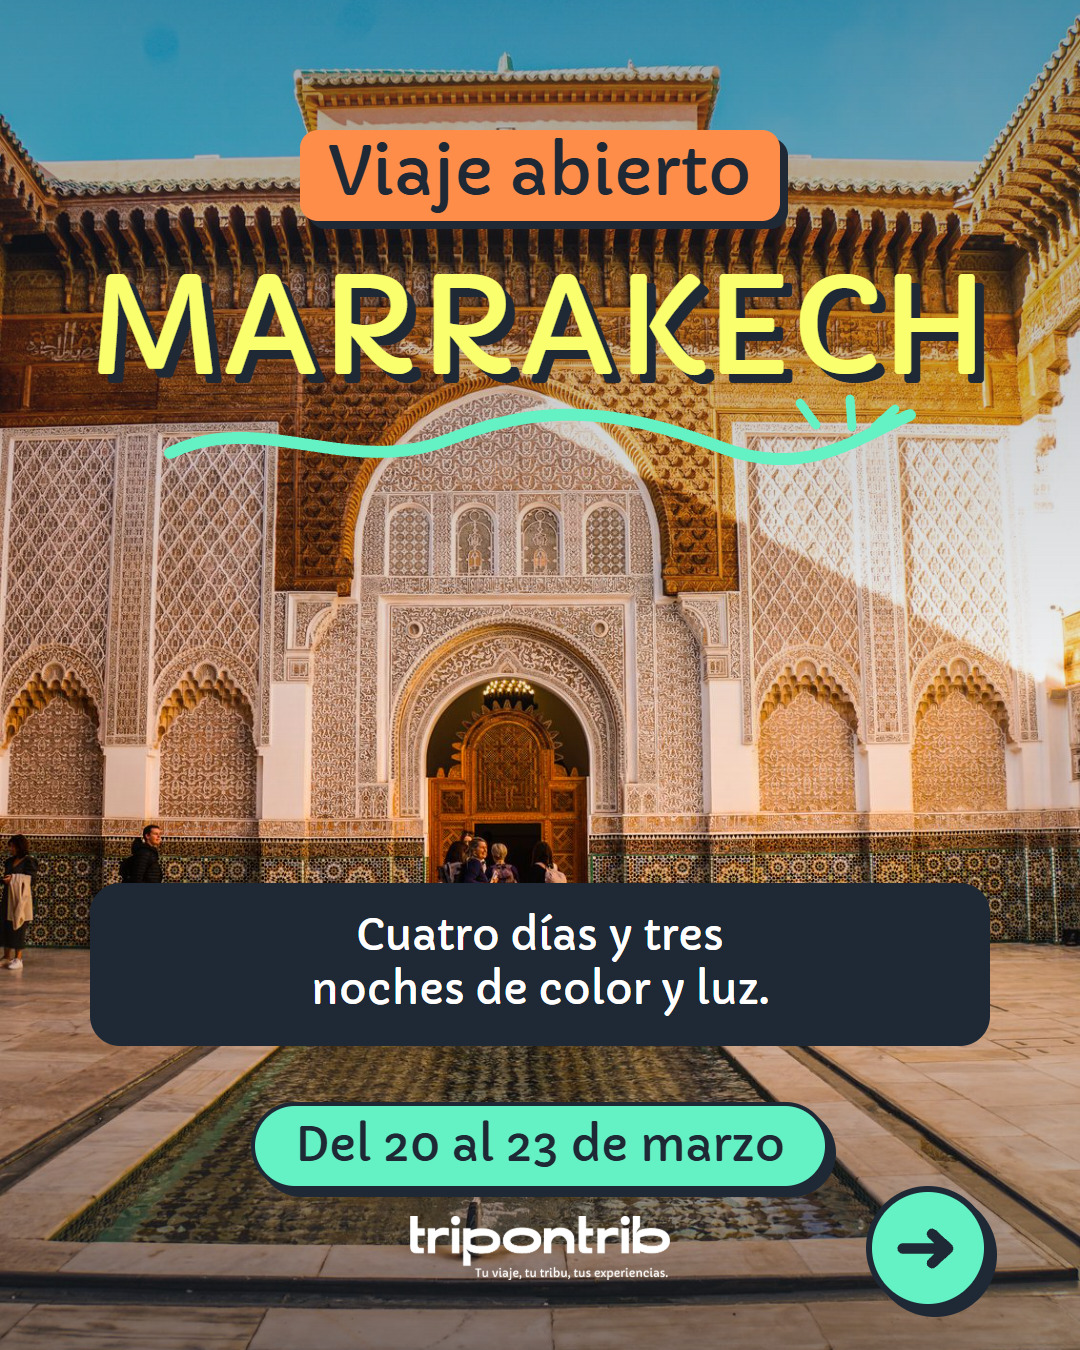 Viaje abierto
MARRAKECH
Cuatro días y tres
noches de color y luz.
Del 20 al 23 de marzo
tripontrib
Tu viaje, tu tribu, tus experiencias.